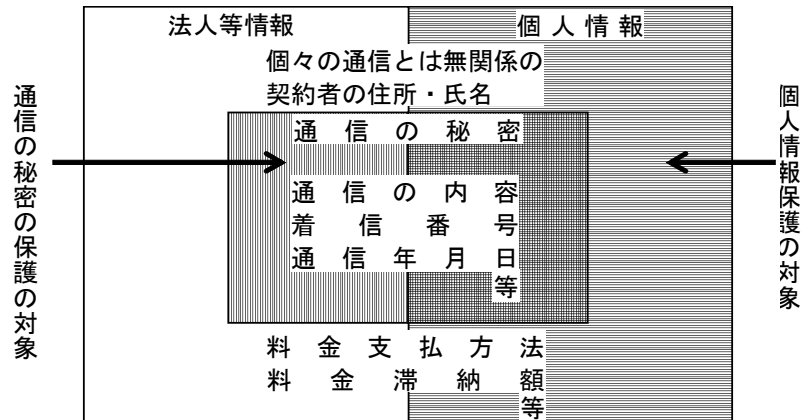 法人等情報
個人情報
個々の通信とは無関係の
契約者の住所・氏名
通信の秘密の保護の対象
個人情報保護の対象
通信の秘密
通信の内容
着信番号
通信年月日
等
料金支払方法
料金滞納額
等